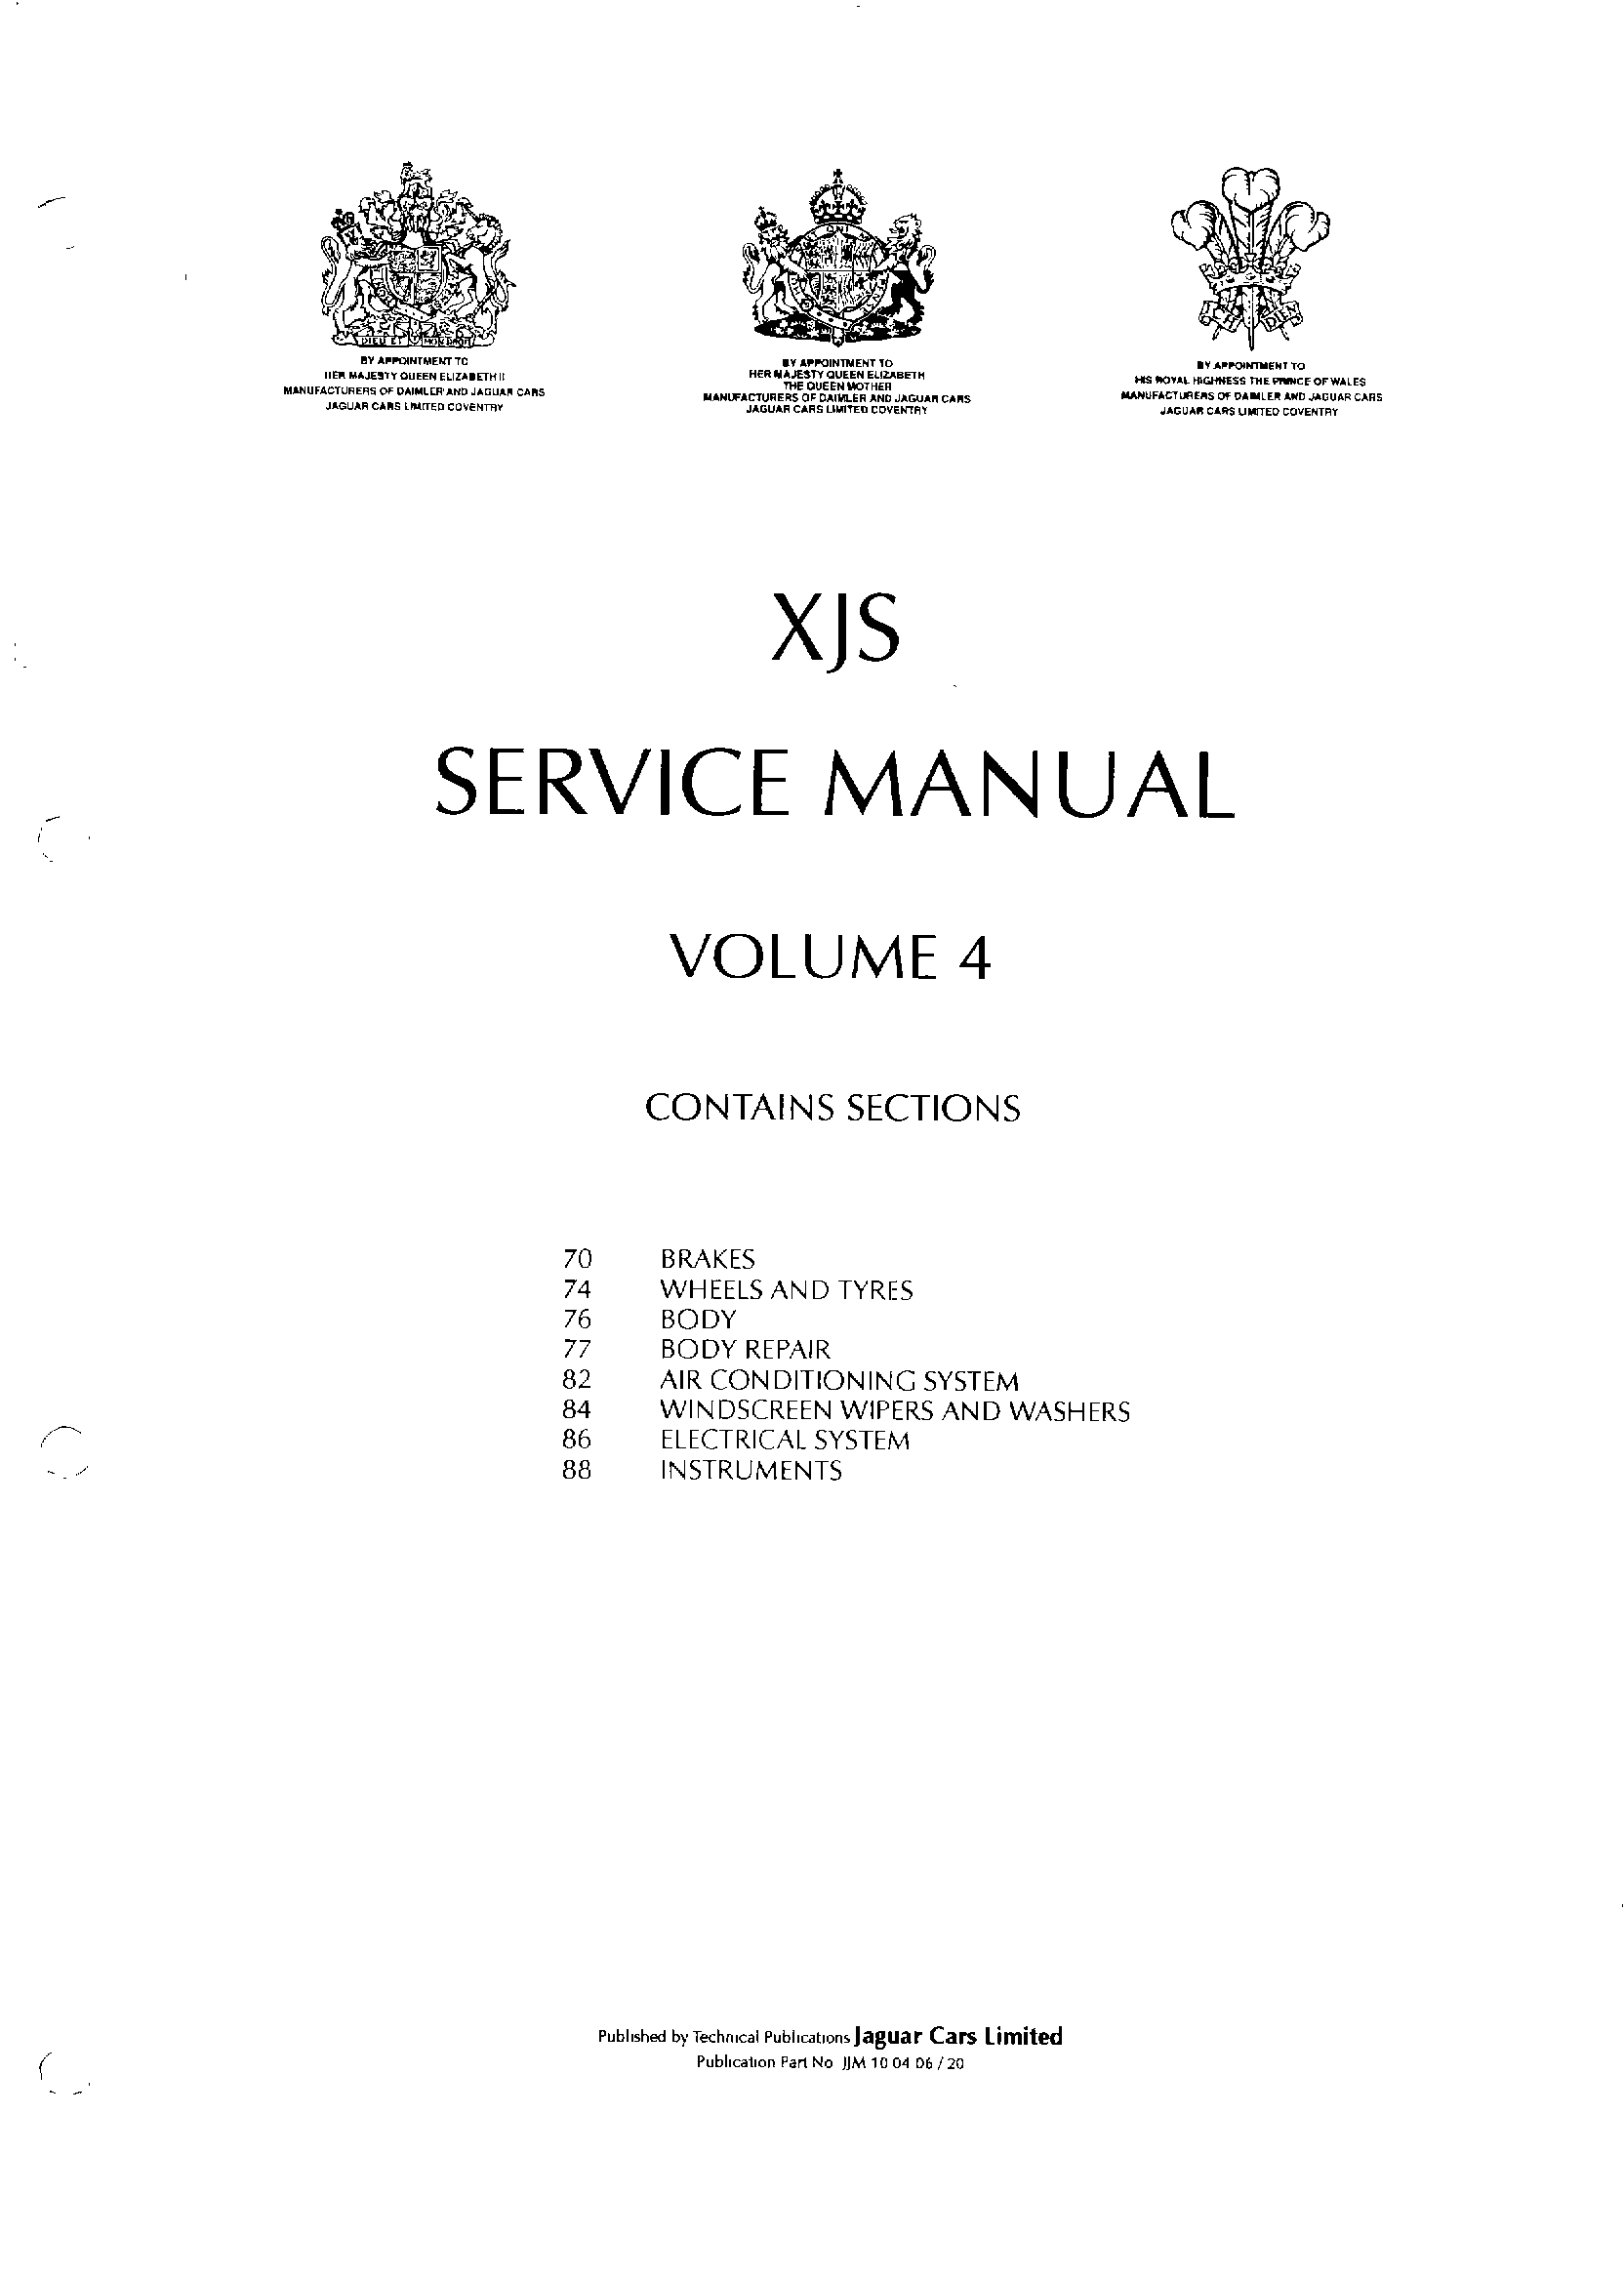 DIEU ET MON DROIT
BY APPOINTMENT TO
HER MAJESTY QUEEN ELIZABETH II
MANUFACTURERS OF DAIMLER AND JAGUAR CARS
JAGUAR CARS LIMITED COVENTRY
BY APPOINTMENT TO
HER MAJESTY QUEEN ELIZABETH
THE QUEEN MOTHER
MANUFACTURERS OF DAIMLER AND JAGUAR CARS
JAGUAR CARS LIMITED COVENTRY
ICH DIEN
BY APPOINTMENT TO
HIS ROYAL HIGHNESS THE PRINCE OF WALES
MANUFACTURERS OF DAIMLER AND JAGUAR CARS
JAGUAR CARS LIMITED COVENTRY
XJS
SERVICE MANUAL
VOLUME 4
CONTAINS SECTIONS
70 BRAKES
74 WHEELS AND TYRES
76 BODY
77 BODY REPAIR
82 AIR CONDITIONING SYSTEM
84 WINDSCREEN WIPERS AND WASHERS
86 ELECTRICAL SYSTEM
88 INSTRUMENTS
Published by Technical Publications Jaguar Cars Limited
Publication Part No JJM 10 04 06 / 20